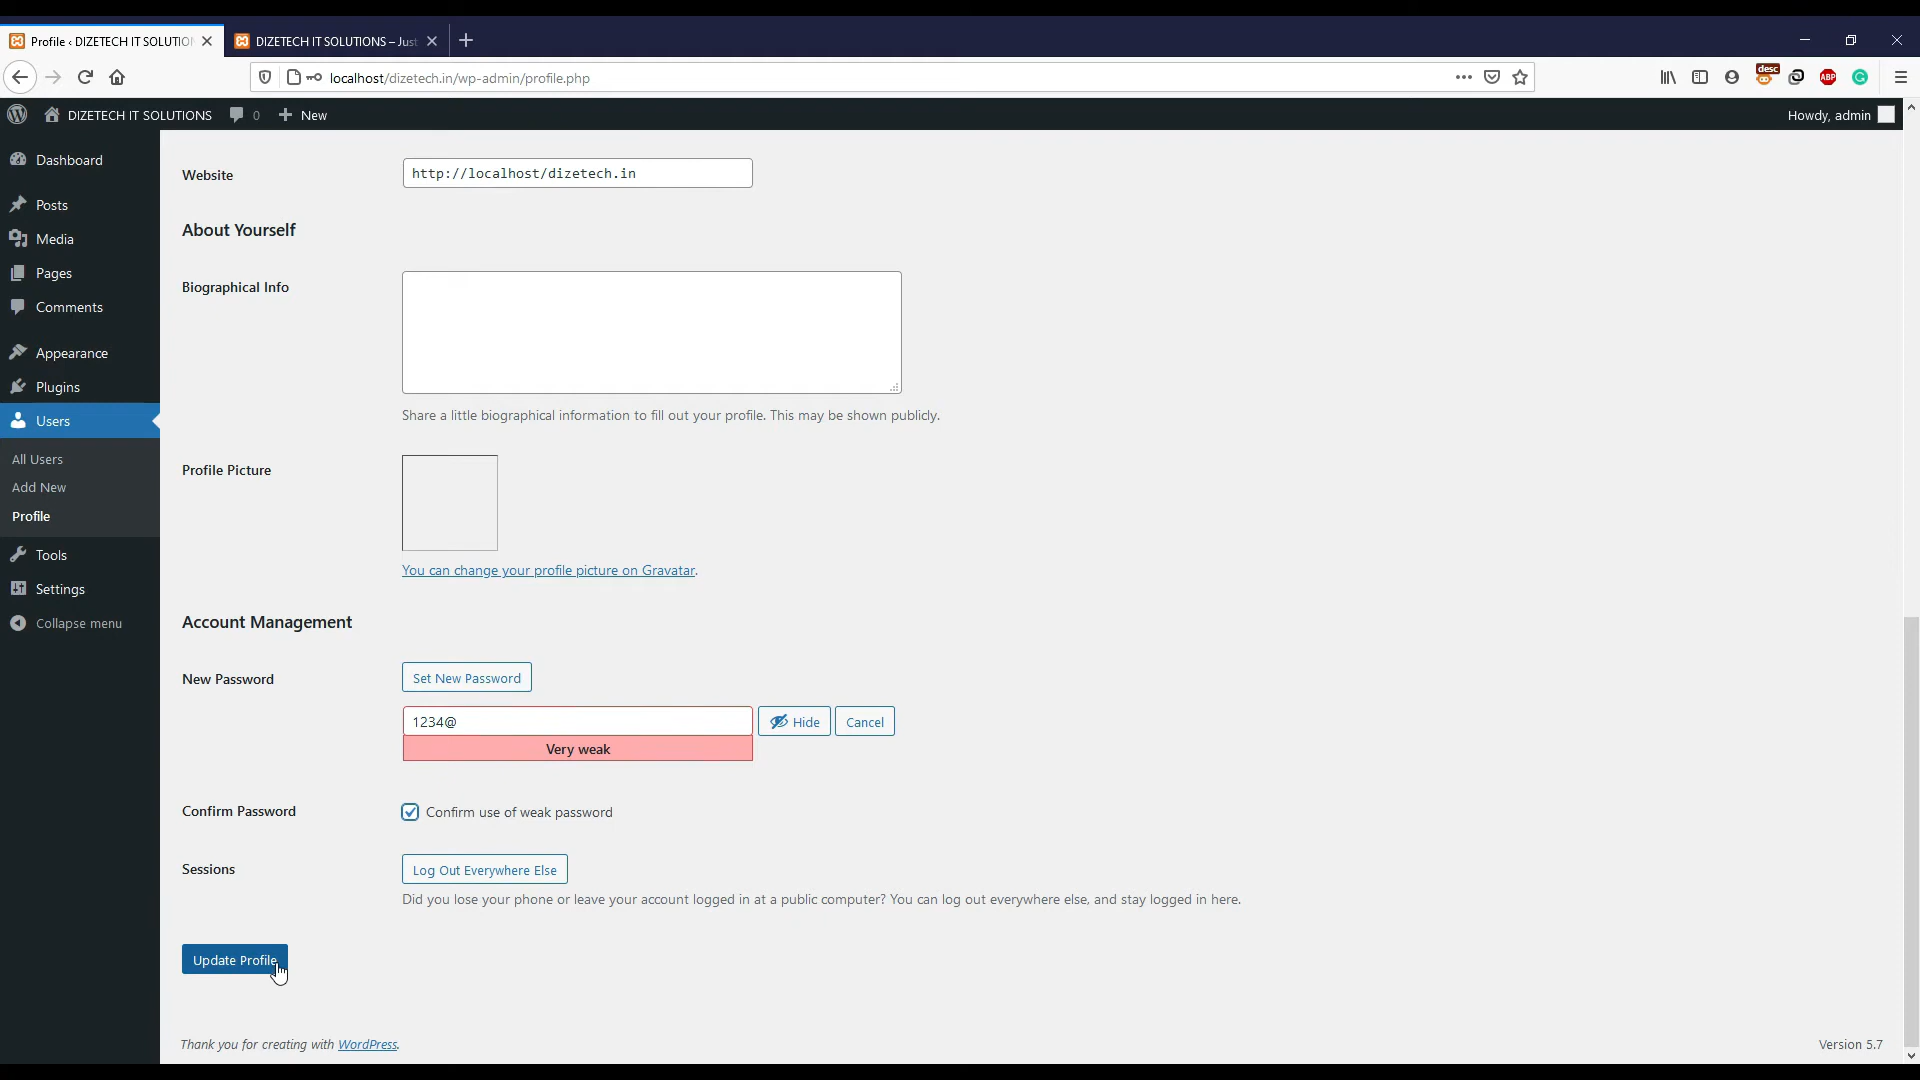 Profile ‹ DIZETECH IT SOLUTION
DIZETECH IT SOLUTIONS – Just
localhost/dizetech.in/wp-admin/profile.php
desc
ABP
DIZETECH IT SOLUTIONS
0
New
Howdy, admin
Dashboard
Posts
Media
Pages
Comments
Appearance
Plugins
Users
All Users
Add New
Profile
Tools
Settings
Collapse menu
Website
http://localhost/dizetech.in
About Yourself
Biographical Info
Share a little biographical information to fill out your profile. This may be shown publicly.
Profile Picture
You can change your profile picture on Gravatar.
Account Management
New Password
Set New Password
1234@
Hide
Cancel
Very weak
Confirm Password
Confirm use of weak password
Sessions
Log Out Everywhere Else
Did you lose your phone or leave your account logged in at a public computer? You can log out everywhere else, and stay logged in here.
Update Profile
Thank you for creating with WordPress.
Version 5.7